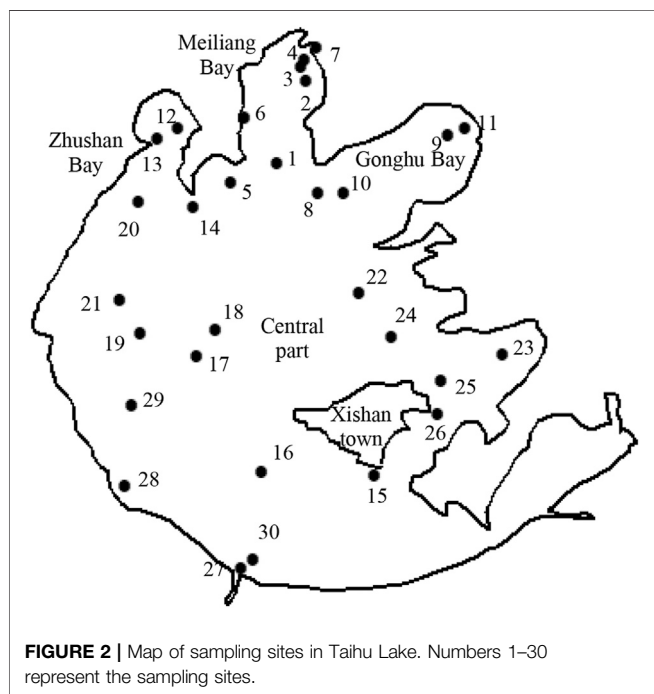 Meiliang
Bay
4
7
3
2
Zhushan
Bay
12
13
6
1
Gonghu Bay
9
11
5
8
10
20
14
21
22
18
Central
part
24
19
17
23
25
29
Xishan
town
26
16
15
28
30
27
FIGURE 2 | Map of sampling sites in Taihu Lake. Numbers 1–30
represent the sampling sites.